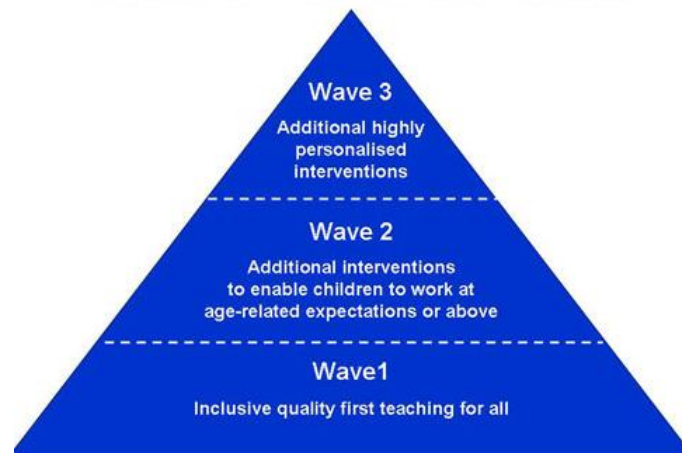 Wave 3
Additional highly
personalised
interventions
Wave 2
Additional interventions
to enable children to work at
age-related expectations or above
Wave1
Inclusive quality first teaching for all